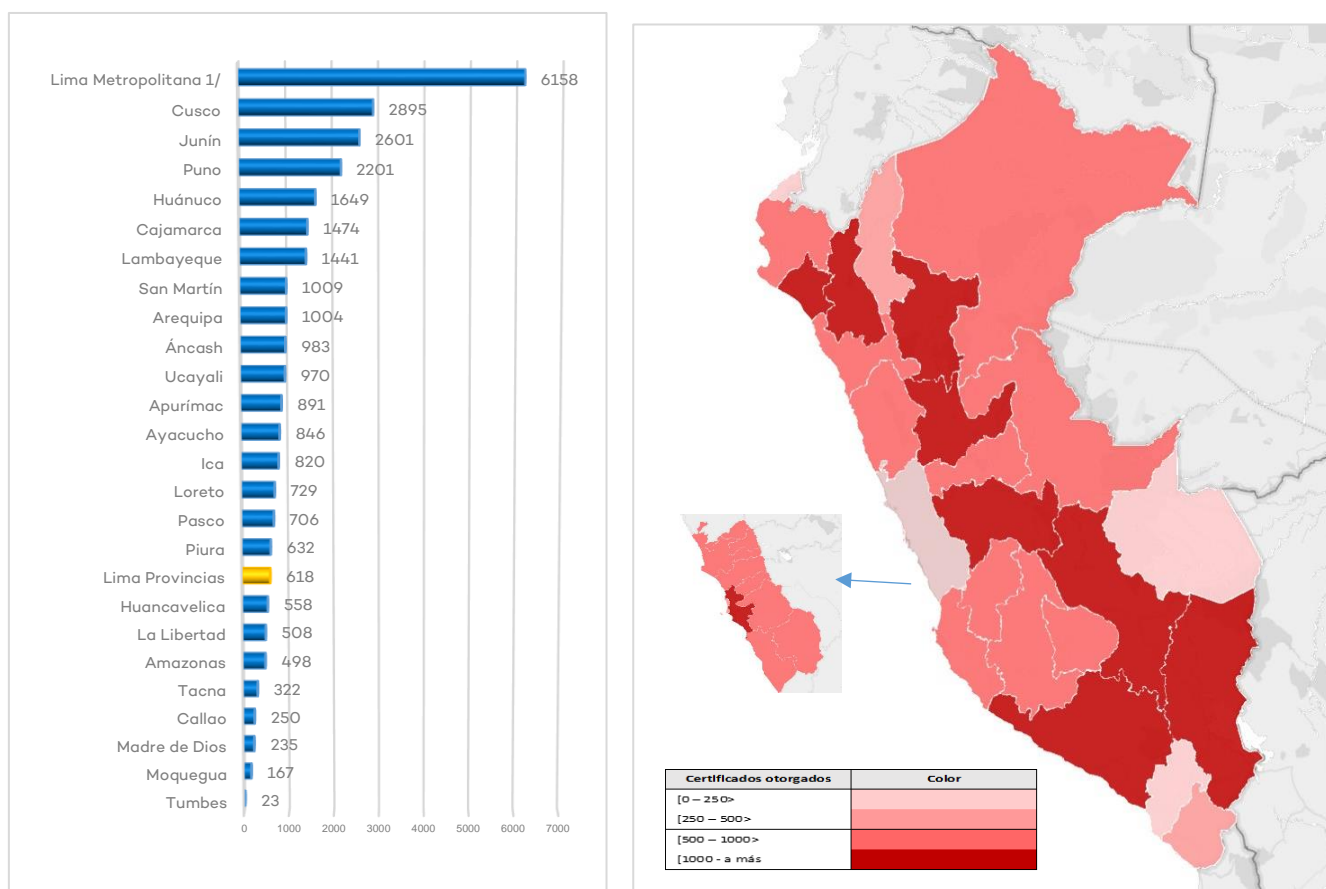 Lima Metropolitana 1/ 6158
Cusco 2895
Junín 2601
Puno 2201
Huánuco 1649
Cajamarca 1474
Lambayeque 1441
San Martín 1009
Arequipa 1004
Áncash 983
Ucayali 970
Apurímac 891
Ayacucho 846
Ica 820
Loreto 729
Pasco 706
Piura 632
Lima Provincias 618
Huancavelica 558
La Libertad 508
Amazonas 498
Tacna 322
Callao 250
Madre de Dios 235
Moquegua 167
Tumbes 23
0 1000 2000 3000 4000 5000 6000 7000
Certificados otorgados Color
[0 – 250>
[250 – 500>
[500 – 1000>
[1000 - a más